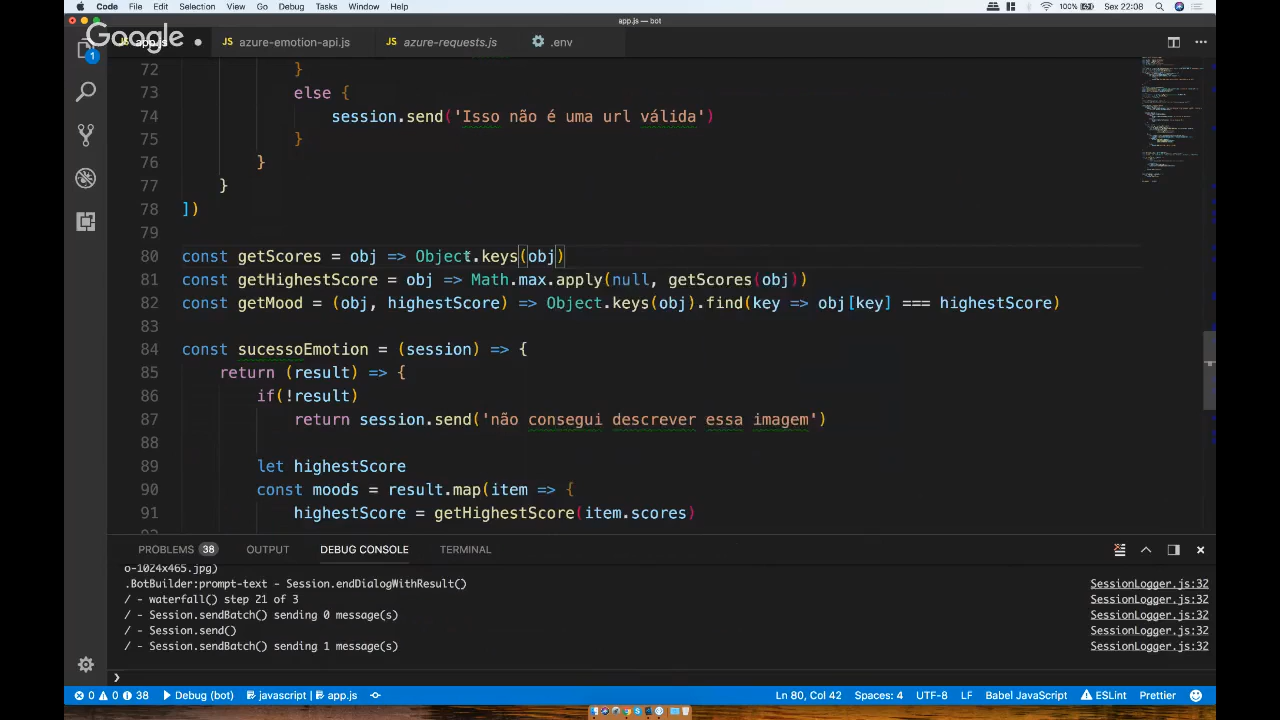 Code File Edit Selection View Go Debug Tasks Window Help 100% Sex 22:08
app.js — bot
Google
JS azure-emotion-api.js JS azure-requests.js .env
1
72 }
73 else {
74 session.send('Isso não é uma url válida')
75 }
76 }
77 }
78 ])
79
80 const getScores = obj => Object.keys(obj)
81 const getHighestScore = obj => Math.max.apply(null, getScores(obj))
82 const getMood = (obj, highestScore) => Object.keys(obj).find(key => obj[key] === highestScore)
83
84 const sucessoEmotion = (session) => {
85 return (result) => {
86 if(!result)
87 return session.send('não consegui descrever essa imagem')
88
89 let highestScore
90 const moods = result.map(item => {
91 highestScore = getHighestScore(item.scores)
PROBLEMS 38 OUTPUT DEBUG CONSOLE TERMINAL
o-1024x465.jpg)
.BotBuilder:prompt-text - Session.endDialogWithResult() SessionLogger.js:32
/ - waterfall() step 21 of 3 SessionLogger.js:32
/ - Session.sendBatch() sending 0 message(s) SessionLogger.js:32
/ - Session.send() SessionLogger.js:32
/ - Session.sendBatch() sending 1 message(s) SessionLogger.js:32
0 0 38 Debug (bot) javascript app.js Ln 80, Col 42 Spaces: 4 UTF-8 LF Babel JavaScript ESLint Prettier